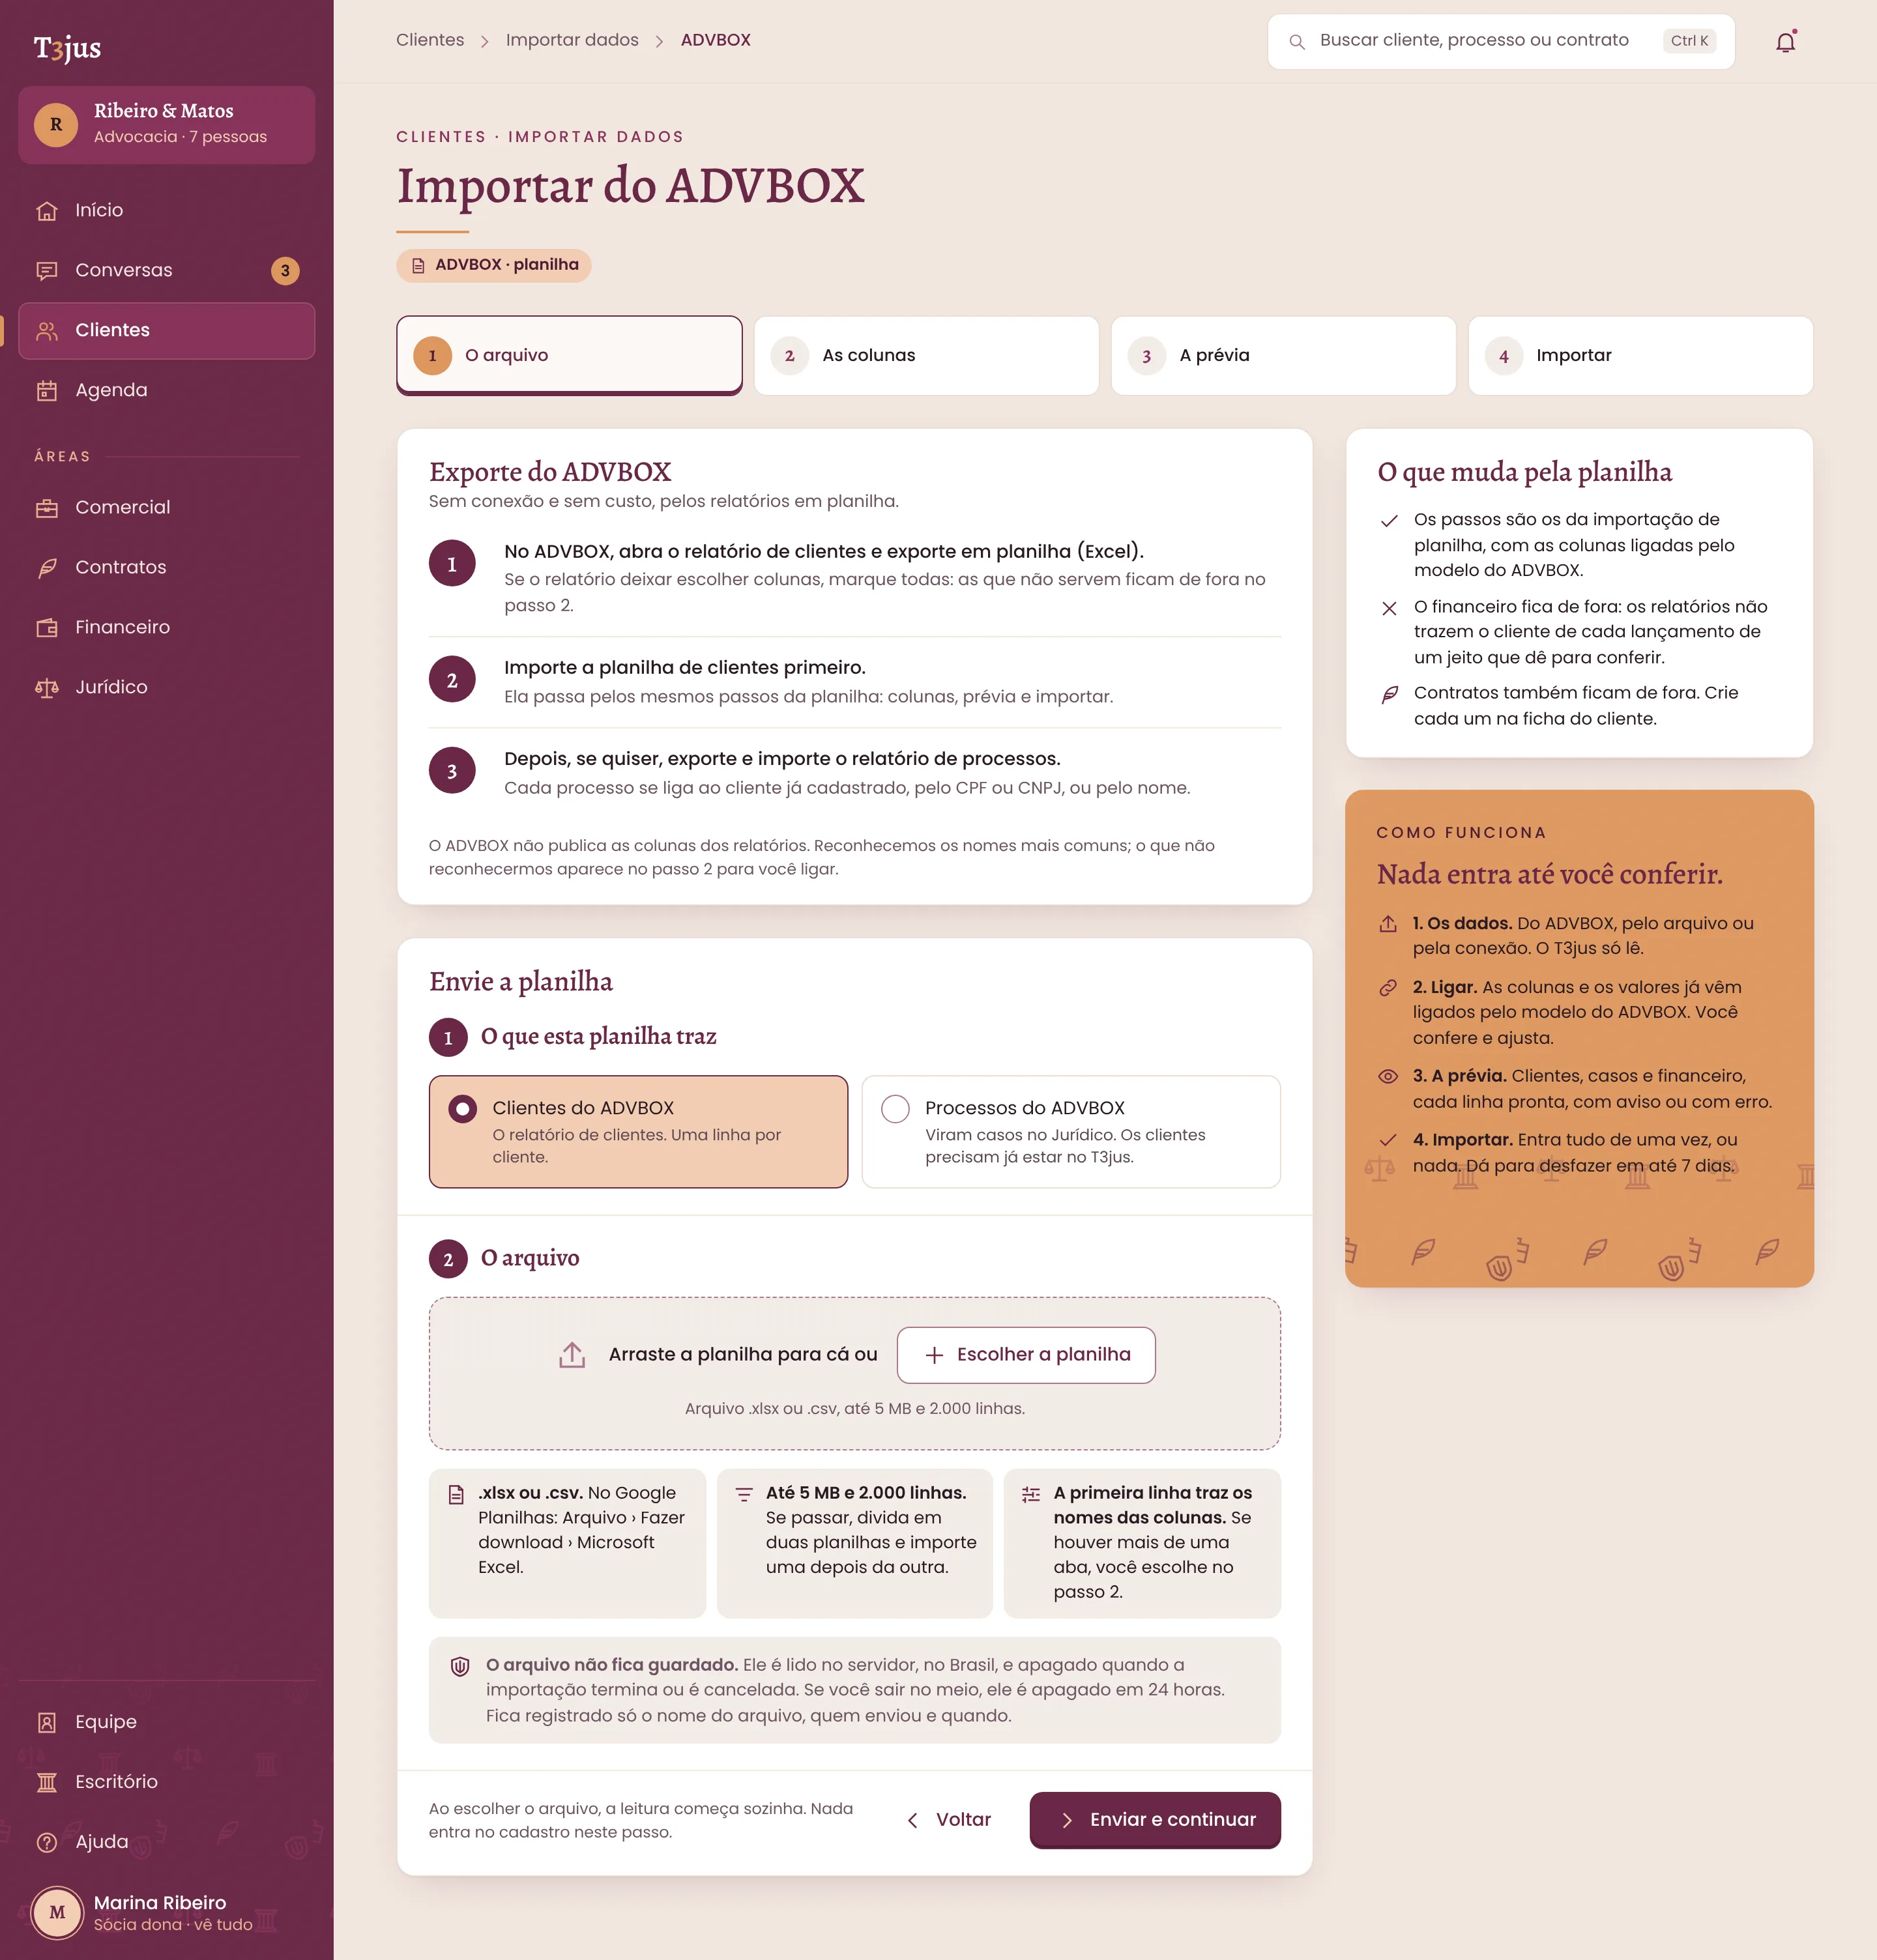 T3jus
R
Ribeiro & Matos
Advocacia · 7 pessoas
Início
Conversas
3
Clientes
Agenda
ÁREAS
Comercial
Contratos
Financeiro
Jurídico
Equipe
Escritório
Ajuda
M
Marina Ribeiro
Sócia dona · vê tudo
Clientes
Importar dados
ADVBOX
Buscar cliente, processo ou contrato
Ctrl K
CLIENTES · IMPORTAR DADOS
Importar do ADVBOX
ADVBOX · planilha
1 O arquivo
2 As colunas
3 A prévia
4 Importar
Exporte do ADVBOX
Sem conexão e sem custo, pelos relatórios em planilha.
1
No ADVBOX, abra o relatório de clientes e exporte em planilha (Excel).
Se o relatório deixar escolher colunas, marque todas: as que não servem ficam de fora no
passo 2.
2
Importe a planilha de clientes primeiro.
Ela passa pelos mesmos passos da planilha: colunas, prévia e importar.
3
Depois, se quiser, exporte e importe o relatório de processos.
Cada processo se liga ao cliente já cadastrado, pelo CPF ou CNPJ, ou pelo nome.
O ADVBOX não publica as colunas dos relatórios. Reconhecemos os nomes mais comuns; o que não
reconhecermos aparece no passo 2 para você ligar.
Envie a planilha
1 O que esta planilha traz
Clientes do ADVBOX
O relatório de clientes. Uma linha por
cliente.
Processos do ADVBOX
Viram casos no Jurídico. Os clientes
precisam já estar no T3jus.
2 O arquivo
Arraste a planilha para cá ou
Escolher a planilha
Arquivo .xlsx ou .csv, até 5 MB e 2.000 linhas.
.xlsx ou .csv. No Google
Planilhas: Arquivo › Fazer
download › Microsoft
Excel.
Até 5 MB e 2.000 linhas.
Se passar, divida em
duas planilhas e importe
uma depois da outra.
A primeira linha traz os
nomes das colunas. Se
houver mais de uma
aba, você escolhe no
passo 2.
O arquivo não fica guardado. Ele é lido no servidor, no Brasil, e apagado quando a
importação termina ou é cancelada. Se você sair no meio, ele é apagado em 24 horas.
Fica registrado só o nome do arquivo, quem enviou e quando.
Ao escolher o arquivo, a leitura começa sozinha. Nada
entra no cadastro neste passo.
Voltar
Enviar e continuar
O que muda pela planilha
Os passos são os da importação de
planilha, com as colunas ligadas pelo
modelo do ADVBOX.
O financeiro fica de fora: os relatórios não
trazem o cliente de cada lançamento de
um jeito que dê para conferir.
Contratos também ficam de fora. Crie
cada um na ficha do cliente.
COMO FUNCIONA
Nada entra até você conferir.
1. Os dados. Do ADVBOX, pelo arquivo ou
pela conexão. O T3jus só lê.
2. Ligar. As colunas e os valores já vêm
ligados pelo modelo do ADVBOX. Você
confere e ajusta.
3. A prévia. Clientes, casos e financeiro,
cada linha pronta, com aviso ou com erro.
4. Importar. Entra tudo de uma vez, ou
nada. Dá para desfazer em até 7 dias.